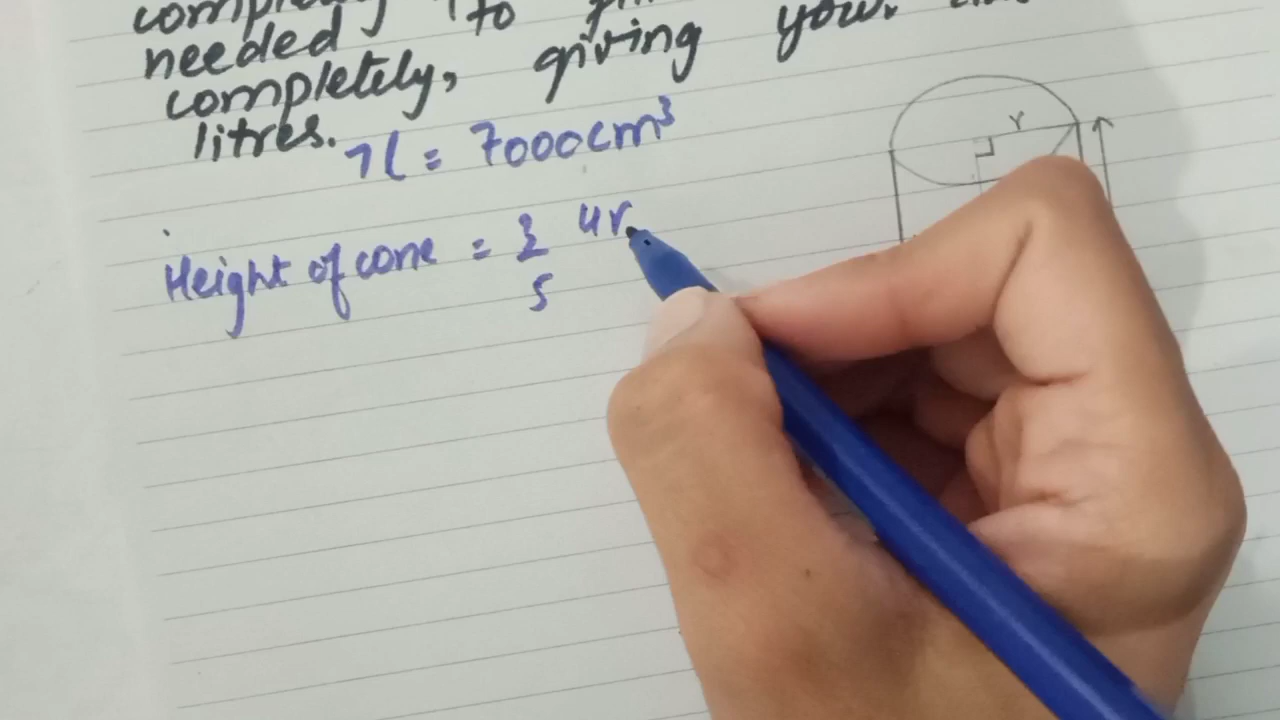 needed to
completely, giving your
litres. 7l = 7000cm³
r
Height of cone = 3/5 4r